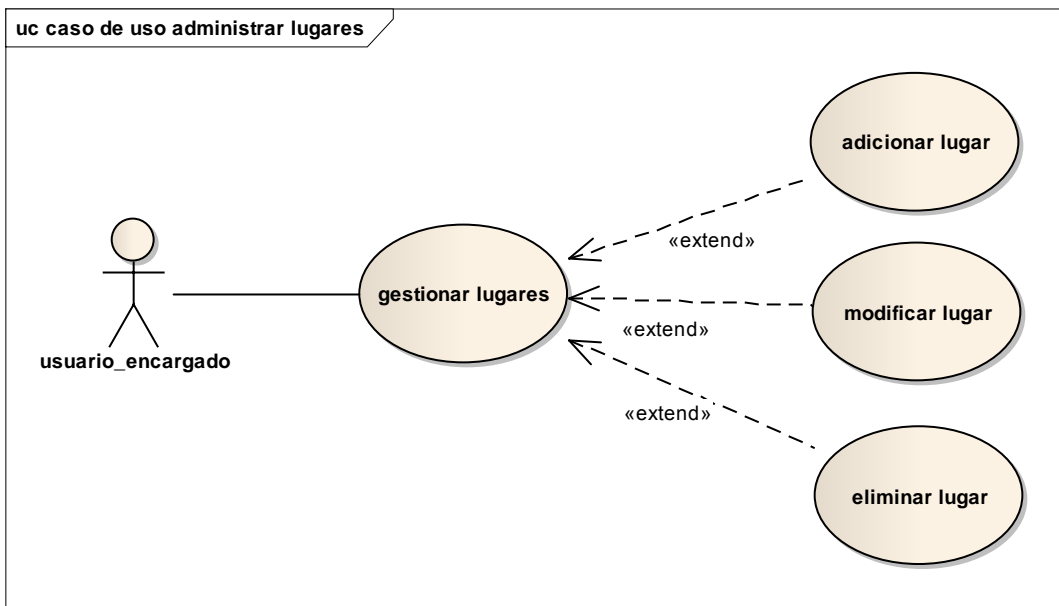 uc caso de uso administrar lugares
adicionar lugar
«extend»
gestionar lugares
modificar lugar
«extend»
usuario_encargado
«extend»
eliminar lugar